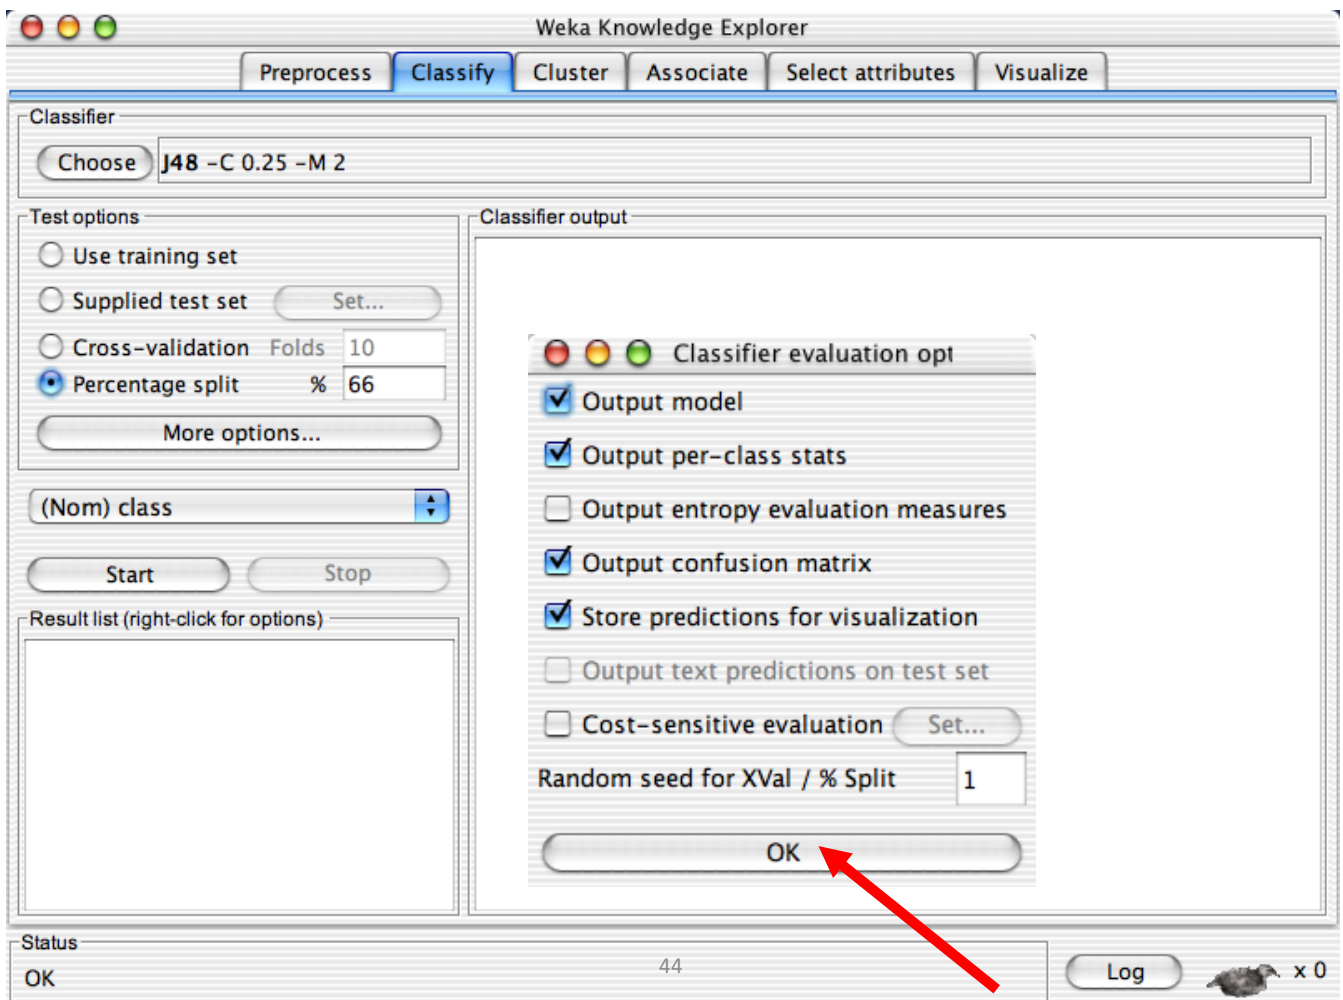 Weka Knowledge Explorer
Preprocess Classify Cluster Associate Select attributes Visualize
Classifier
Choose J48 -C 0.25 -M 2
Test options
Use training set
Supplied test set Set...
Cross-validation Folds 10
Percentage split % 66
More options...
(Nom) class
Start Stop
Result list (right-click for options)
Classifier output
Classifier evaluation opt
Output model
Output per-class stats
Output entropy evaluation measures
Output confusion matrix
Store predictions for visualization
Output text predictions on test set
Cost-sensitive evaluation Set...
Random seed for XVal / % Split 1
OK
Status
OK
44
Log x 0